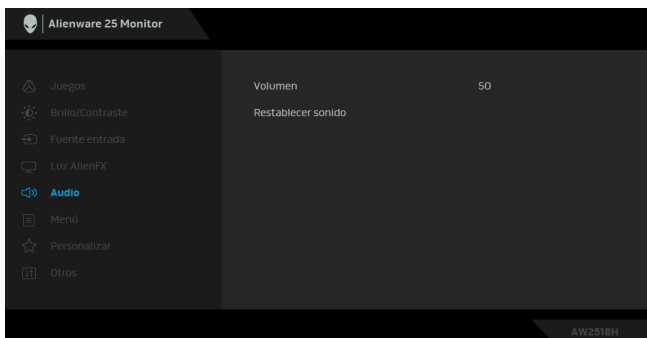 Alienware 25 Monitor
Juegos
Brillo/Contraste
Fuente entrada
Luz AlienFX
Audio
Menú
Personalizar
Otros
Volumen 50
Restablecer sonido
AW2518H